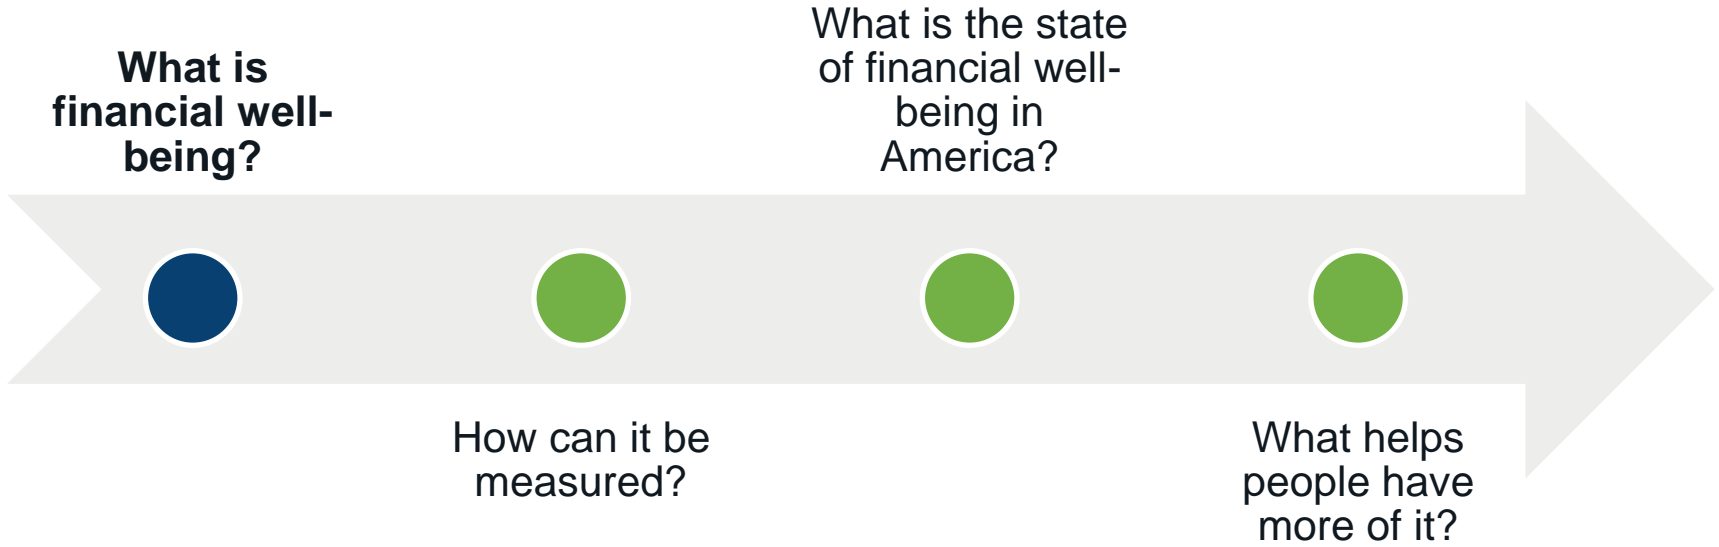 What is
financial well-
being?
How can it be
measured?
What is the state
of financial well-
being in
America?
What helps
people have
more of it?